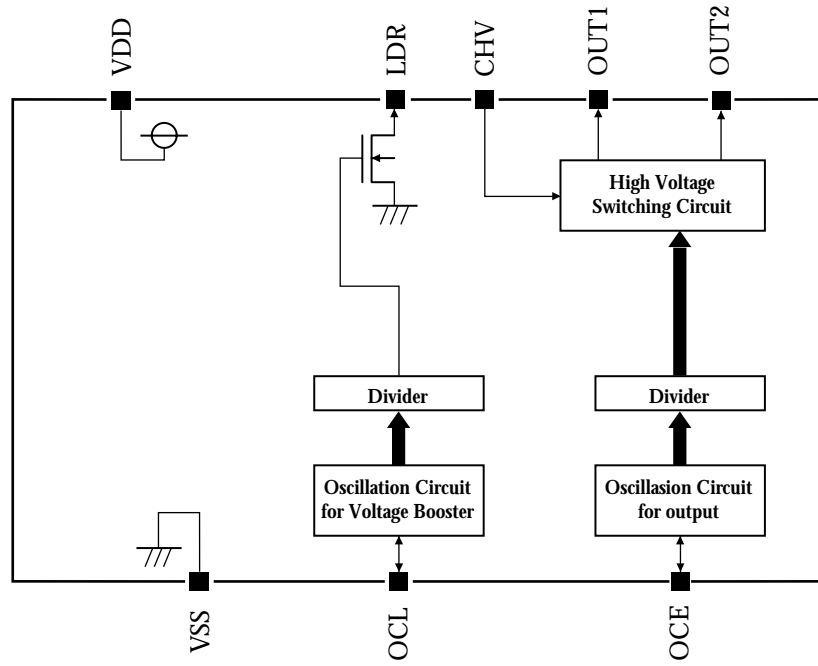 VDD
LDR
CHV
OUT1
OUT2
High Voltage
Switching Circuit
Divider
Divider
Oscillation Circuit
for Voltage Booster
Oscillasion Circuit
for output
VSS
OCL
OCE